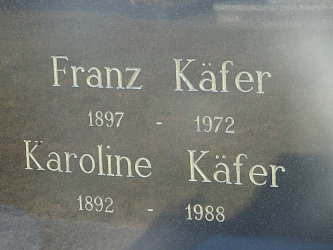 Franz Käfer
1897 - 1972
Karoline Käfer
1892 - 1988